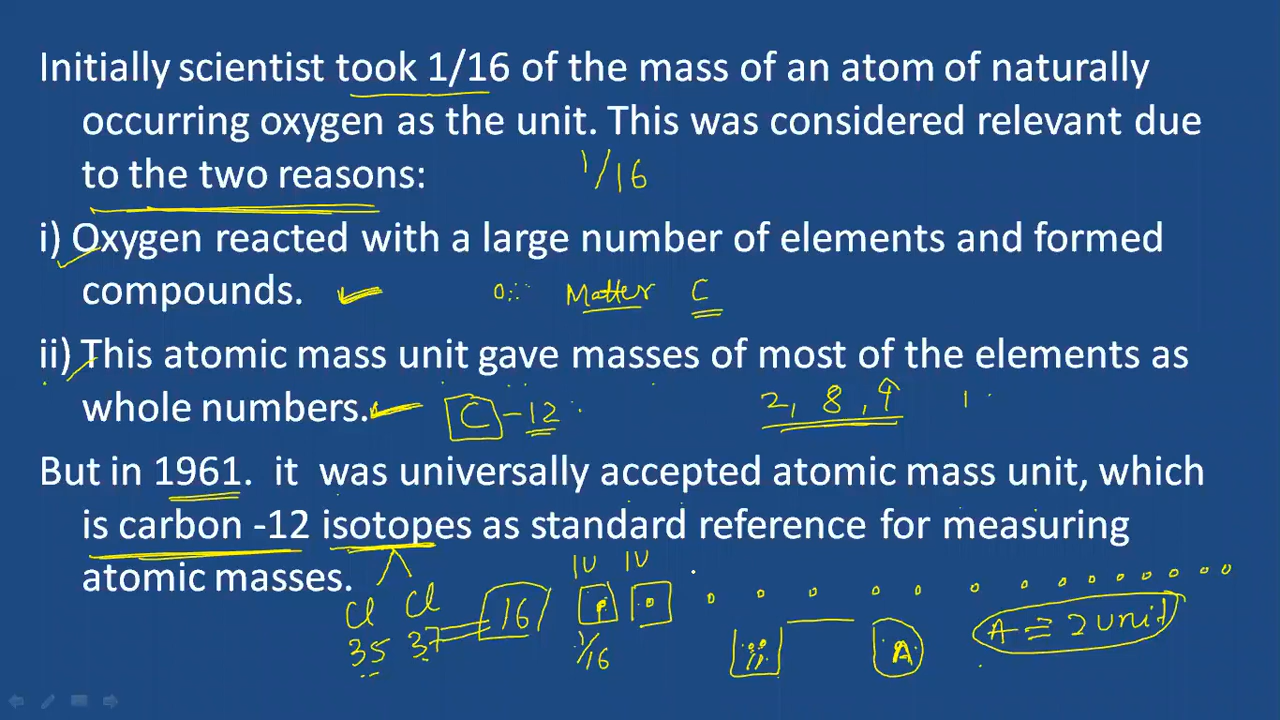 Initially scientist took 1/16 of the mass of an atom of naturally
occurring oxygen as the unit. This was considered relevant due
to the two reasons:
1/16
i) Oxygen reacted with a large number of elements and formed
compounds.
Matter C
ii) This atomic mass unit gave masses of most of the elements as
whole numbers.
C - 12
2, 8, 9
But in 1961. it was universally accepted atomic mass unit, which
is carbon -12 isotopes as standard reference for measuring
atomic masses.
1U 1U
Cl Cl 16
35 37
1/16
A
A = 2 unit